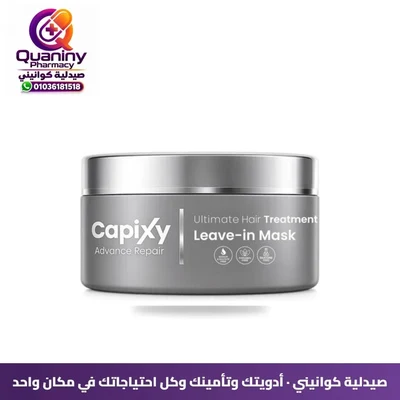 Quaniny
Pharmacy
صيدلية كوانيني
01036181518
Capixy
Advance Repair
Ultimate Hair Treatment
Leave-in Mask
صيدلية كوانيني · أدويتك وتأمينك وكل احتياجاتك في مكان واحد